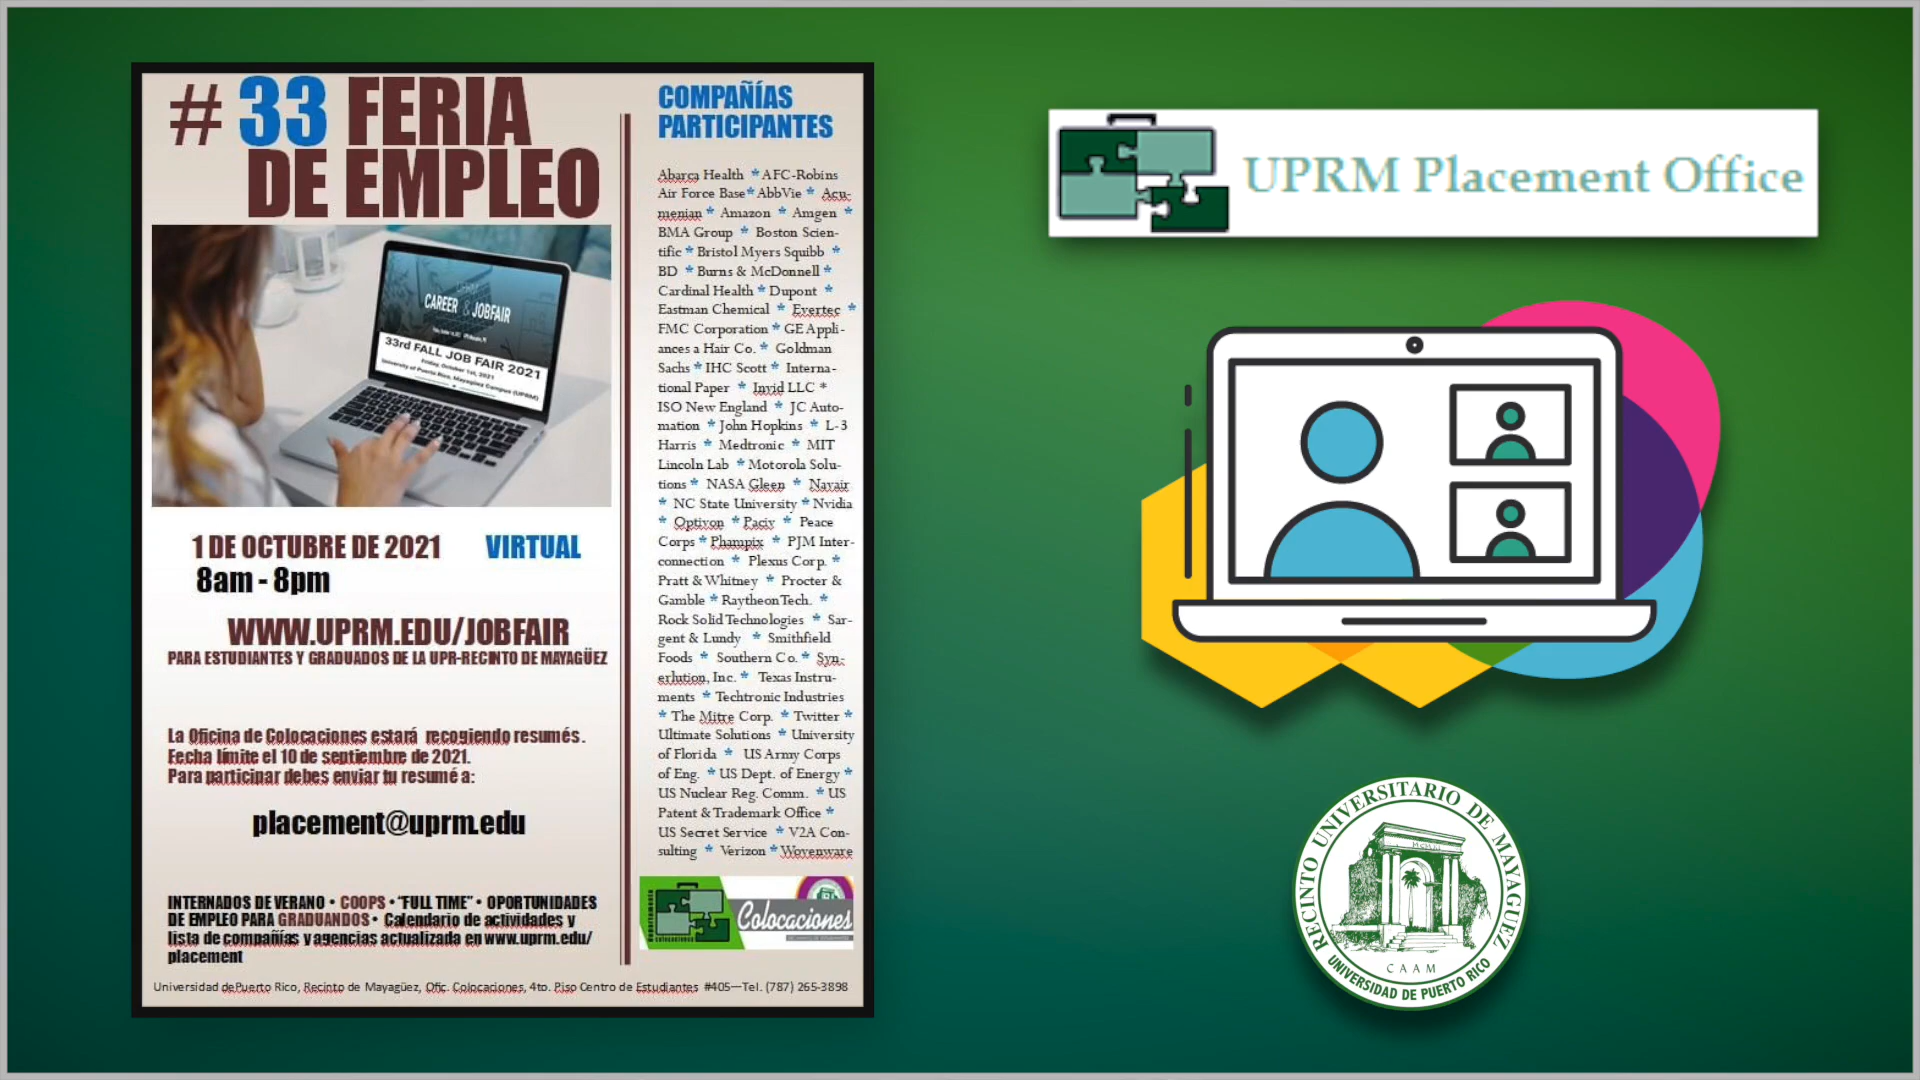 # 33 FERIA
DE EMPLEO
CAREER & JOBFAIR
33rd FALL JOB FAIR 2021
Friday, October 1st, 2021
University of Puerto Rico, Mayagüez Campus (UPRM)
1 DE OCTUBRE DE 2021 VIRTUAL
8am - 8pm
WWW.UPRM.EDU/JOBFAIR
PARA ESTUDIANTES Y GRADUADOS DE LA UPR-RECINTO DE MAYAGÜEZ
La Oficina de Colocaciones estará recogiendo resumés.
Fecha límite el 10 de septiembre de 2021.
Para participar debes enviar tu resumé a:
placement@uprm.edu
INTERNADOS DE VERANO • COOPS • "FULL TIME" • OPORTUNIDADES
DE EMPLEO PARA GRADUANDOS • Calendario de actividades y
lista de compañías y agencias actualizada en www.uprm.edu/
placement
COMPAÑÍAS
PARTICIPANTES
Abarca Health * AFC-Robins
Air Force Base * AbbVie * Acu-
menian * Amazon * Amgen *
BMA Group * Boston Scien-
tific * Bristol Myers Squibb *
BD * Burns & McDonnell *
Cardinal Health * Dupont *
Eastman Chemical * Evertec *
FMC Corporation * GE Appli-
ances a Hair Co. * Goldman
Sachs * IHC Scott * Interna-
tional Paper * Invid LLC *
ISO New England * JC Auto-
mation * John Hopkins * L-3
Harris * Medtronic * MIT
Lincoln Lab * Motorola Solu-
tions * NASA Gleen * Navair
* NC State University * Nvidia
* Optivon * Paciv * Peace
Corps * Phampix * PJM Inter-
connection * Plexus Corp. *
Pratt & Whitney * Procter &
Gamble * Raytheon Tech. *
Rock Solid Technologies * Sar-
gent & Lundy * Smithfield
Foods * Southern Co. * Syn-
erlution, Inc. * Texas Instru-
ments * Techtronic Industries
* The Mitre Corp. * Twitter *
Ultimate Solutions * University
of Florida * US Army Corps
of Eng. * US Dept. of Energy *
US Nuclear Reg. Comm. * US
Patent & Trademark Office *
US Secret Service * V2A Con-
sulting * Verizon * Wovenware
Colocaciones
Universidad de Puerto Rico, Recinto de Mayagüez, Ofic. Colocaciones, 4to. Piso Centro de Estudiantes #405—Tel. (787) 265-3898
UPRM Placement Office
RECINTO UNIVERSITARIO DE MAYAGUEZ
CAAM
UNIVERSIDAD DE PUERTO RICO